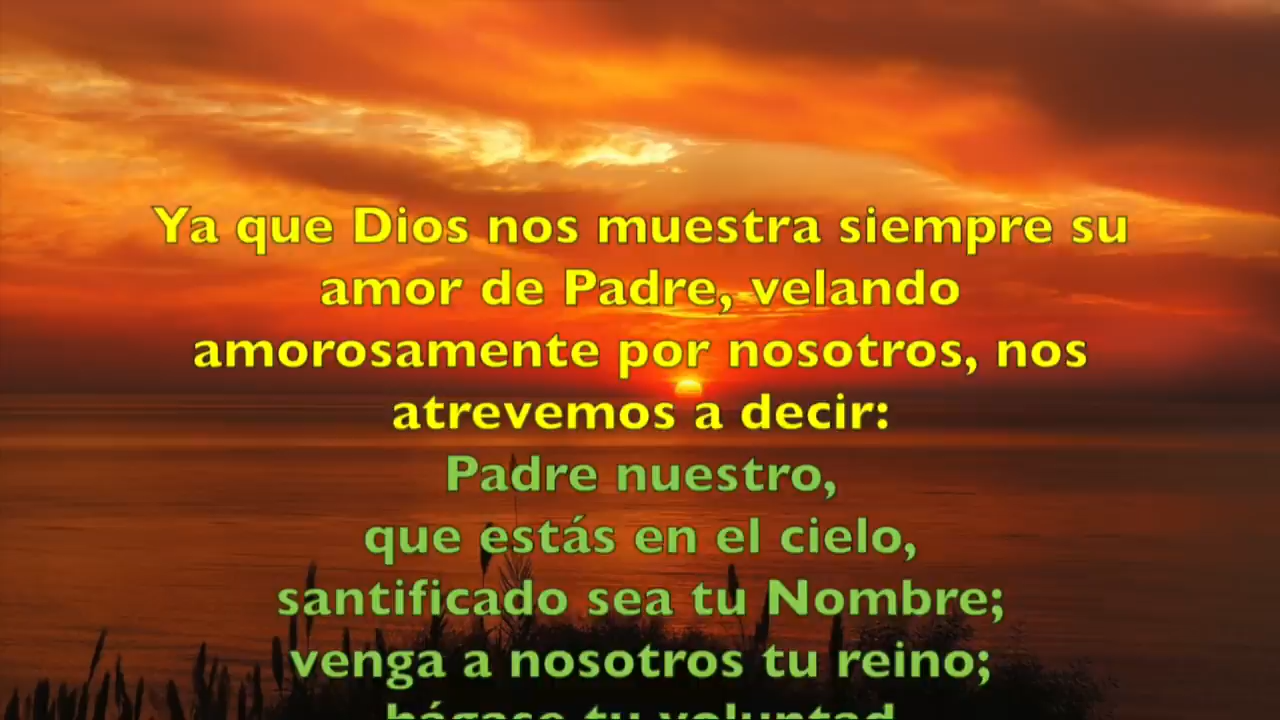 Ya que Dios nos muestra siempre su
amor de Padre, velando
amorosamente por nosotros, nos
atrevemos a decir:
Padre nuestro,
que estás en el cielo,
santificado sea tu Nombre;
venga a nosotros tu reino;
hágase tu voluntad